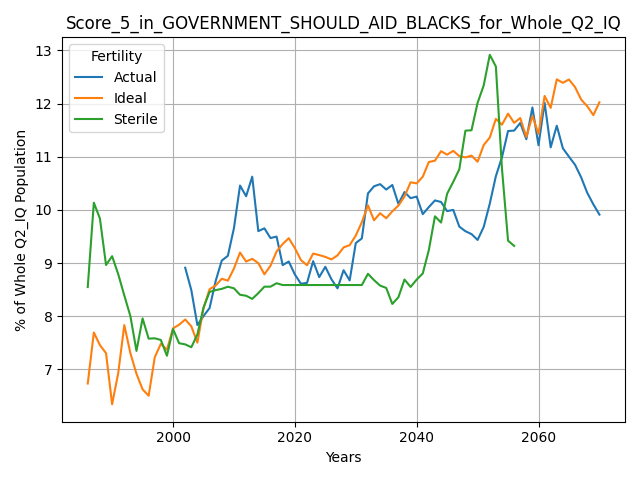 Score_5_in_GOVERNMENT_SHOULD_AID_BLACKS_for_Whole_Q2_IQ
Fertility
Actual
Ideal
Sterile
% of Whole Q2_IQ Population
13
12
11
10
9
8
7
2000 2020 2040 2060
Years